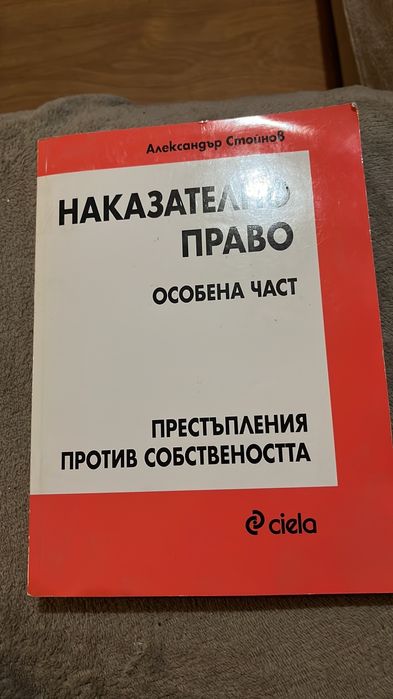 Александър Стойнов
НАКАЗАТЕЛНО
ПРАВО
ОСОБЕНА ЧАСТ
ПРЕСТЪПЛЕНИЯ
ПРОТИВ СОБСТВЕНОСТТА
ciela